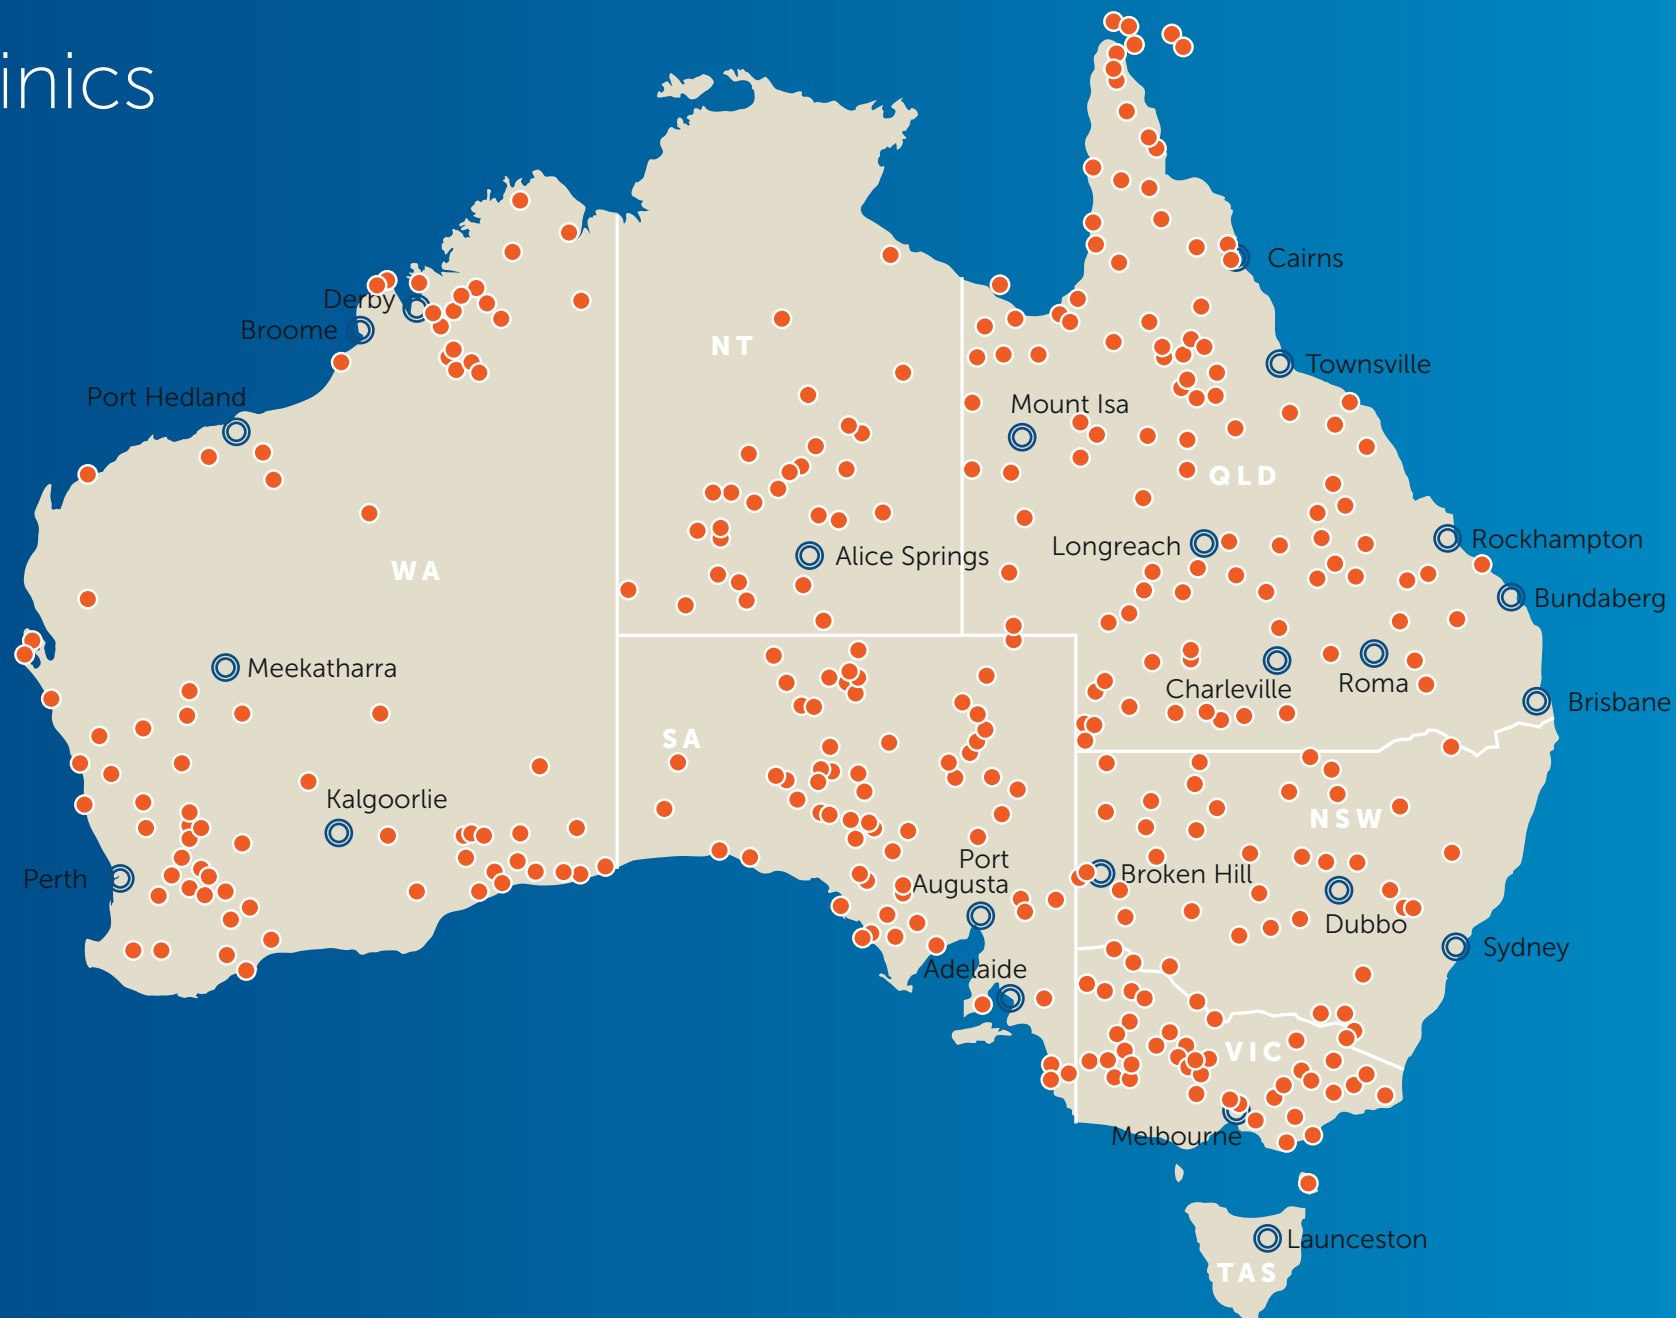 inics
Cairns
Derby
Broome
NT
Townsville
Port Hedland
Mount Isa
QLD
Longreach
Rockhampton
Alice Springs
WA
Bundaberg
Meekatharra
Charleville
Roma
Brisbane
SA
Kalgoorlie
NSW
Port
Augusta
Broken Hill
Perth
Dubbo
Sydney
Adelaide
VIC
Melbourne
Launceston
TAS